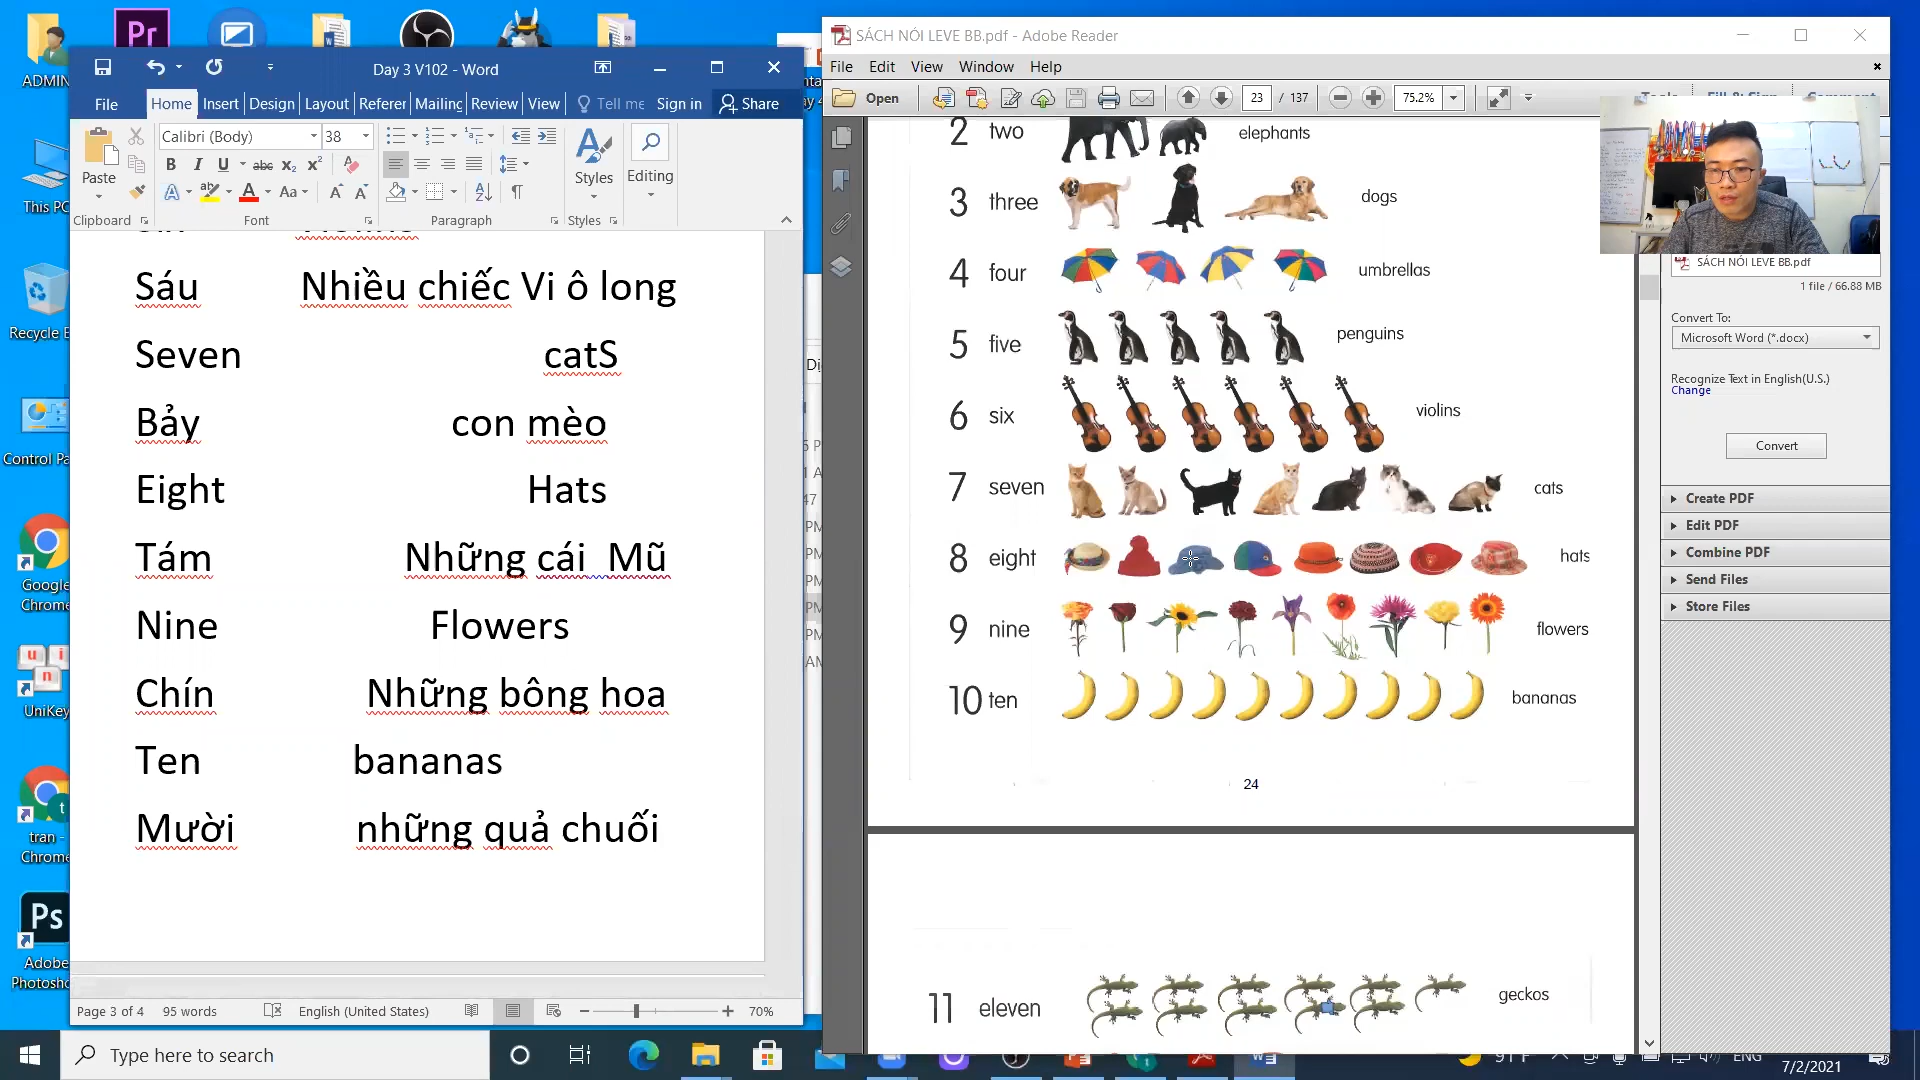 ADMIN
This PC
Recycle B
Control Pa
Google
Chrome
UniKey
tran -
Chrome
Adobe
Photosho
Pr
Ps
Day 3 V102 - Word
File Home Insert Design Layout Referer Mailing Review View Tell me Sign in Share
Calibri (Body) 38
Paste
Styles
Editing
Clipboard Font Paragraph Styles
Sáu Nhiều chiếc Vi ô long
Seven catS
Bảy con mèo
Eight Hats
Tám Những cái Mũ
Nine Flowers
Chín Những bông hoa
Ten bananas
Mười những quả chuối
Page 3 of 4 95 words English (United States) 70%
SÁCH NÓI LEVE BB.pdf - Adobe Reader
File Edit View Window Help
Open 23 / 137 75.2%
2 two elephants
3 three dogs
4 four umbrellas
5 five penguins
6 six violins
7 seven cats
8 eight hats
9 nine flowers
10 ten bananas
24
11 eleven geckos
SÁCH NÓI LEVE BB.pdf
1 file / 66.88 MB
Convert To:
Microsoft Word (*.docx)
Recognize Text in English(U.S.)
Change
Convert
Create PDF
Edit PDF
Combine PDF
Send Files
Store Files
Type here to search
ENG
7/2/2021